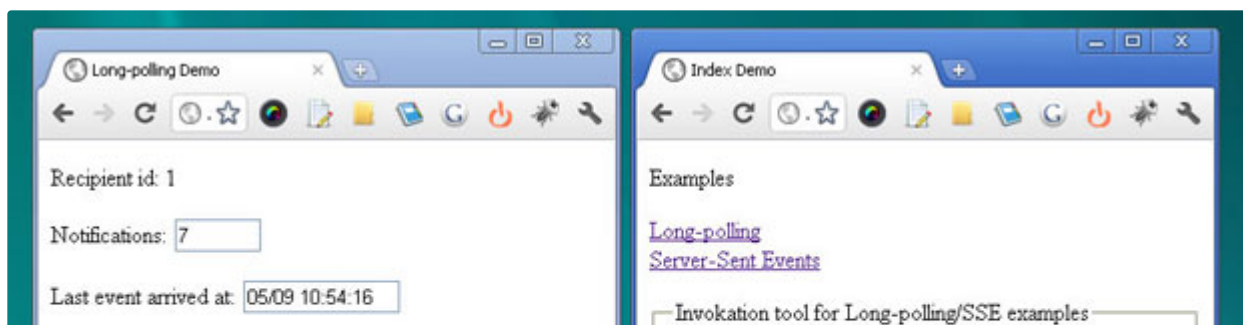 Long-polling Demo
Recipient id: 1
Notifications: 7
Last event arrived at: 05/09 10:54:16
Index Demo
Examples
Long-polling
Server-Sent Events
Invokation tool for Long-polling/SSE examples